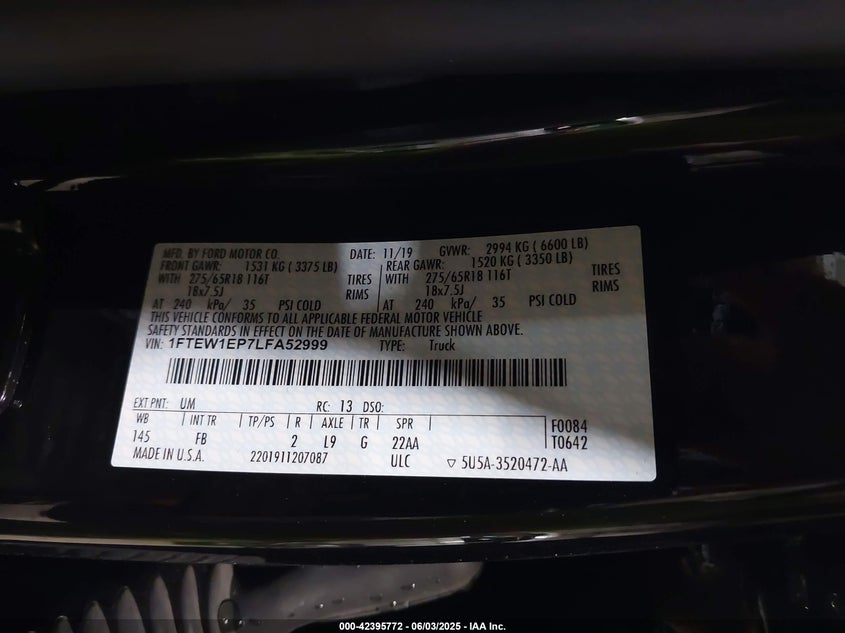 MFD. BY FORD MOTOR CO. DATE: 11/19 GVWR: 2994 KG ( 6600 LB)
FRONT GAWR: 1531 KG ( 3375 LB) REAR GAWR: 1520 KG ( 3350 LB)
WITH 275/65R18 116T TIRES WITH 275/65R18 116T TIRES
18x7.5J RIMS 18x7.5J RIMS
AT 240 kPa/ 35 PSI COLD AT 240 kPa/ 35 PSI COLD
THIS VEHICLE CONFORMS TO ALL APPLICABLE FEDERAL MOTOR VEHICLE
SAFETY STANDARDS IN EFFECT ON THE DATE OF MANUFACTURE SHOWN ABOVE.
VIN: 1FTEW1EP7LFA52999 TYPE: Truck
EXT PNT: UM RC: 13 DSO:
WB INT TR TP/PS R AXLE TR SPR F0084
145 FB 2 L9 G 22AA T0642
MADE IN U.S.A. 2201911207087 ULC ▽ 5U5A-3520472-AA
000-42395772 - 06/03/2025 - IAA Inc.